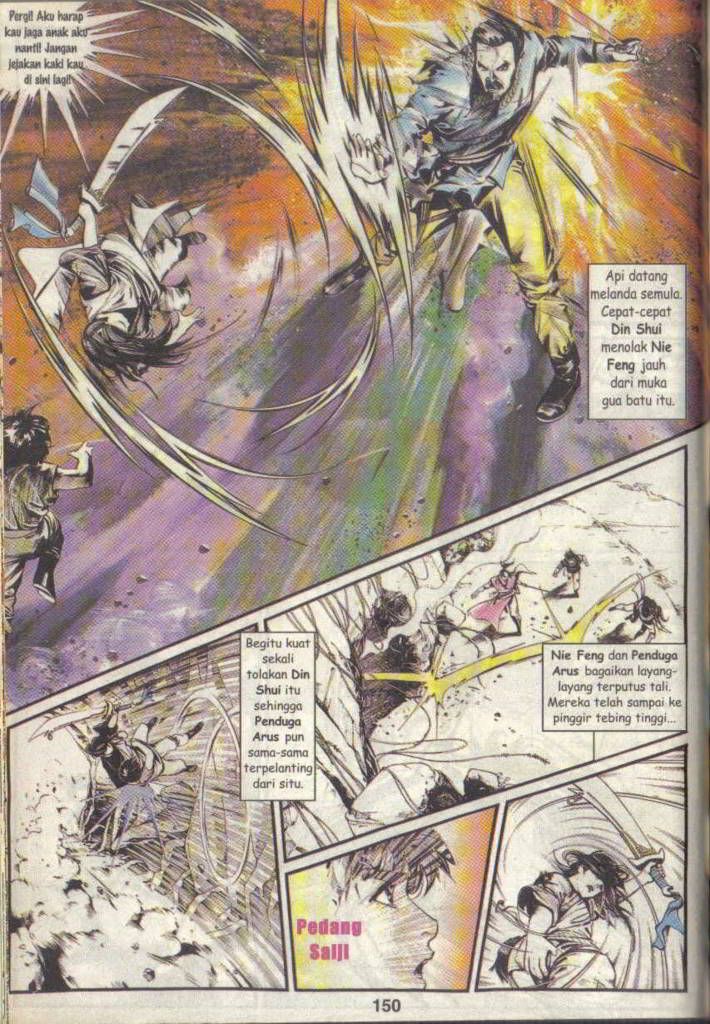 Pergi! Aku harap
kau jaga anak aku
nanti! Jangan
jejakan kaki kau
di sini lagi!
Api datang
melanda semula.
Cepat-cepat
Din Shui
menolak Nie
Feng jauh
dari muka
gua batu itu.
Begitu kuat
sekali
tolakan Din
Shui itu
sehingga
Penduga
Arus pun
sama-sama
terpelanting
dari situ.
Nie Feng dan Penduga
Arus bagaikan layang-
layang terputus tali.
Mereka telah sampai ke
pinggir tebing tinggi...
Pedang
Salji
150